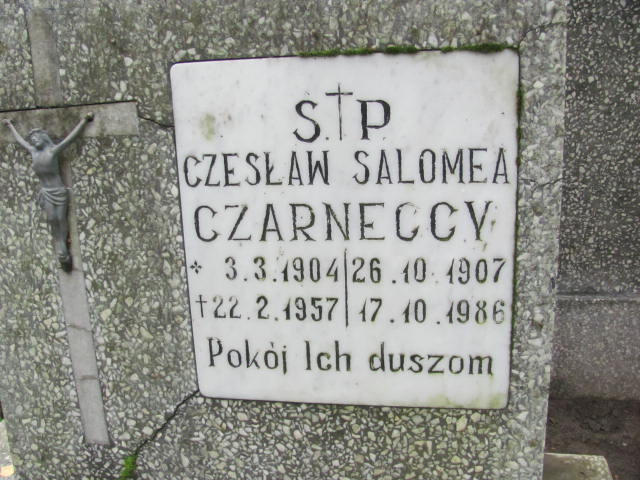 S.†P.
CZESŁAW SALOMEA
CZARNECCY
* 3.3.1904 | 26.10.1907
† 22.2.1957 | 17.10.1986
Pokój Ich duszom